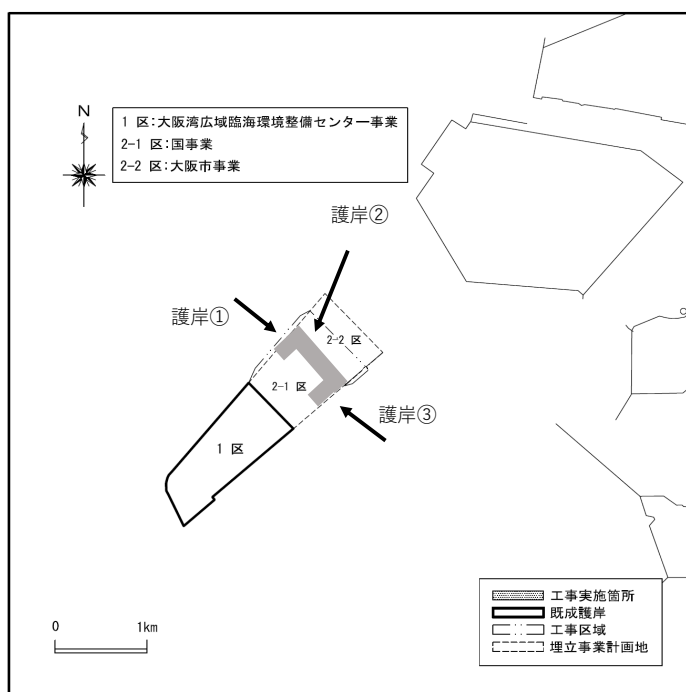 N
1 区:大阪湾広域臨海環境整備センター事業
2-1 区:国事業
2-2 区:大阪市事業
護岸②
護岸①
2-2 区
2-1 区
護岸③
1 区
0 1km
工事実施箇所
既成護岸
工事区域
埋立事業計画地